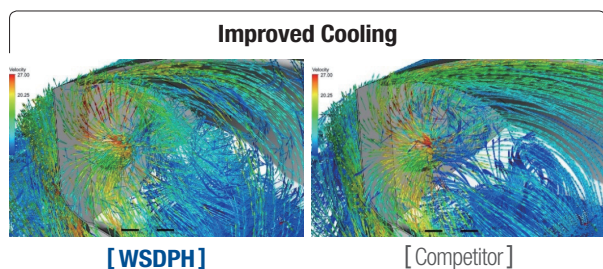 Improved Cooling
Velocity
27.00
20.25
Velocity
27.00
20.25
[ WSDPH ]
[ Competitor ]